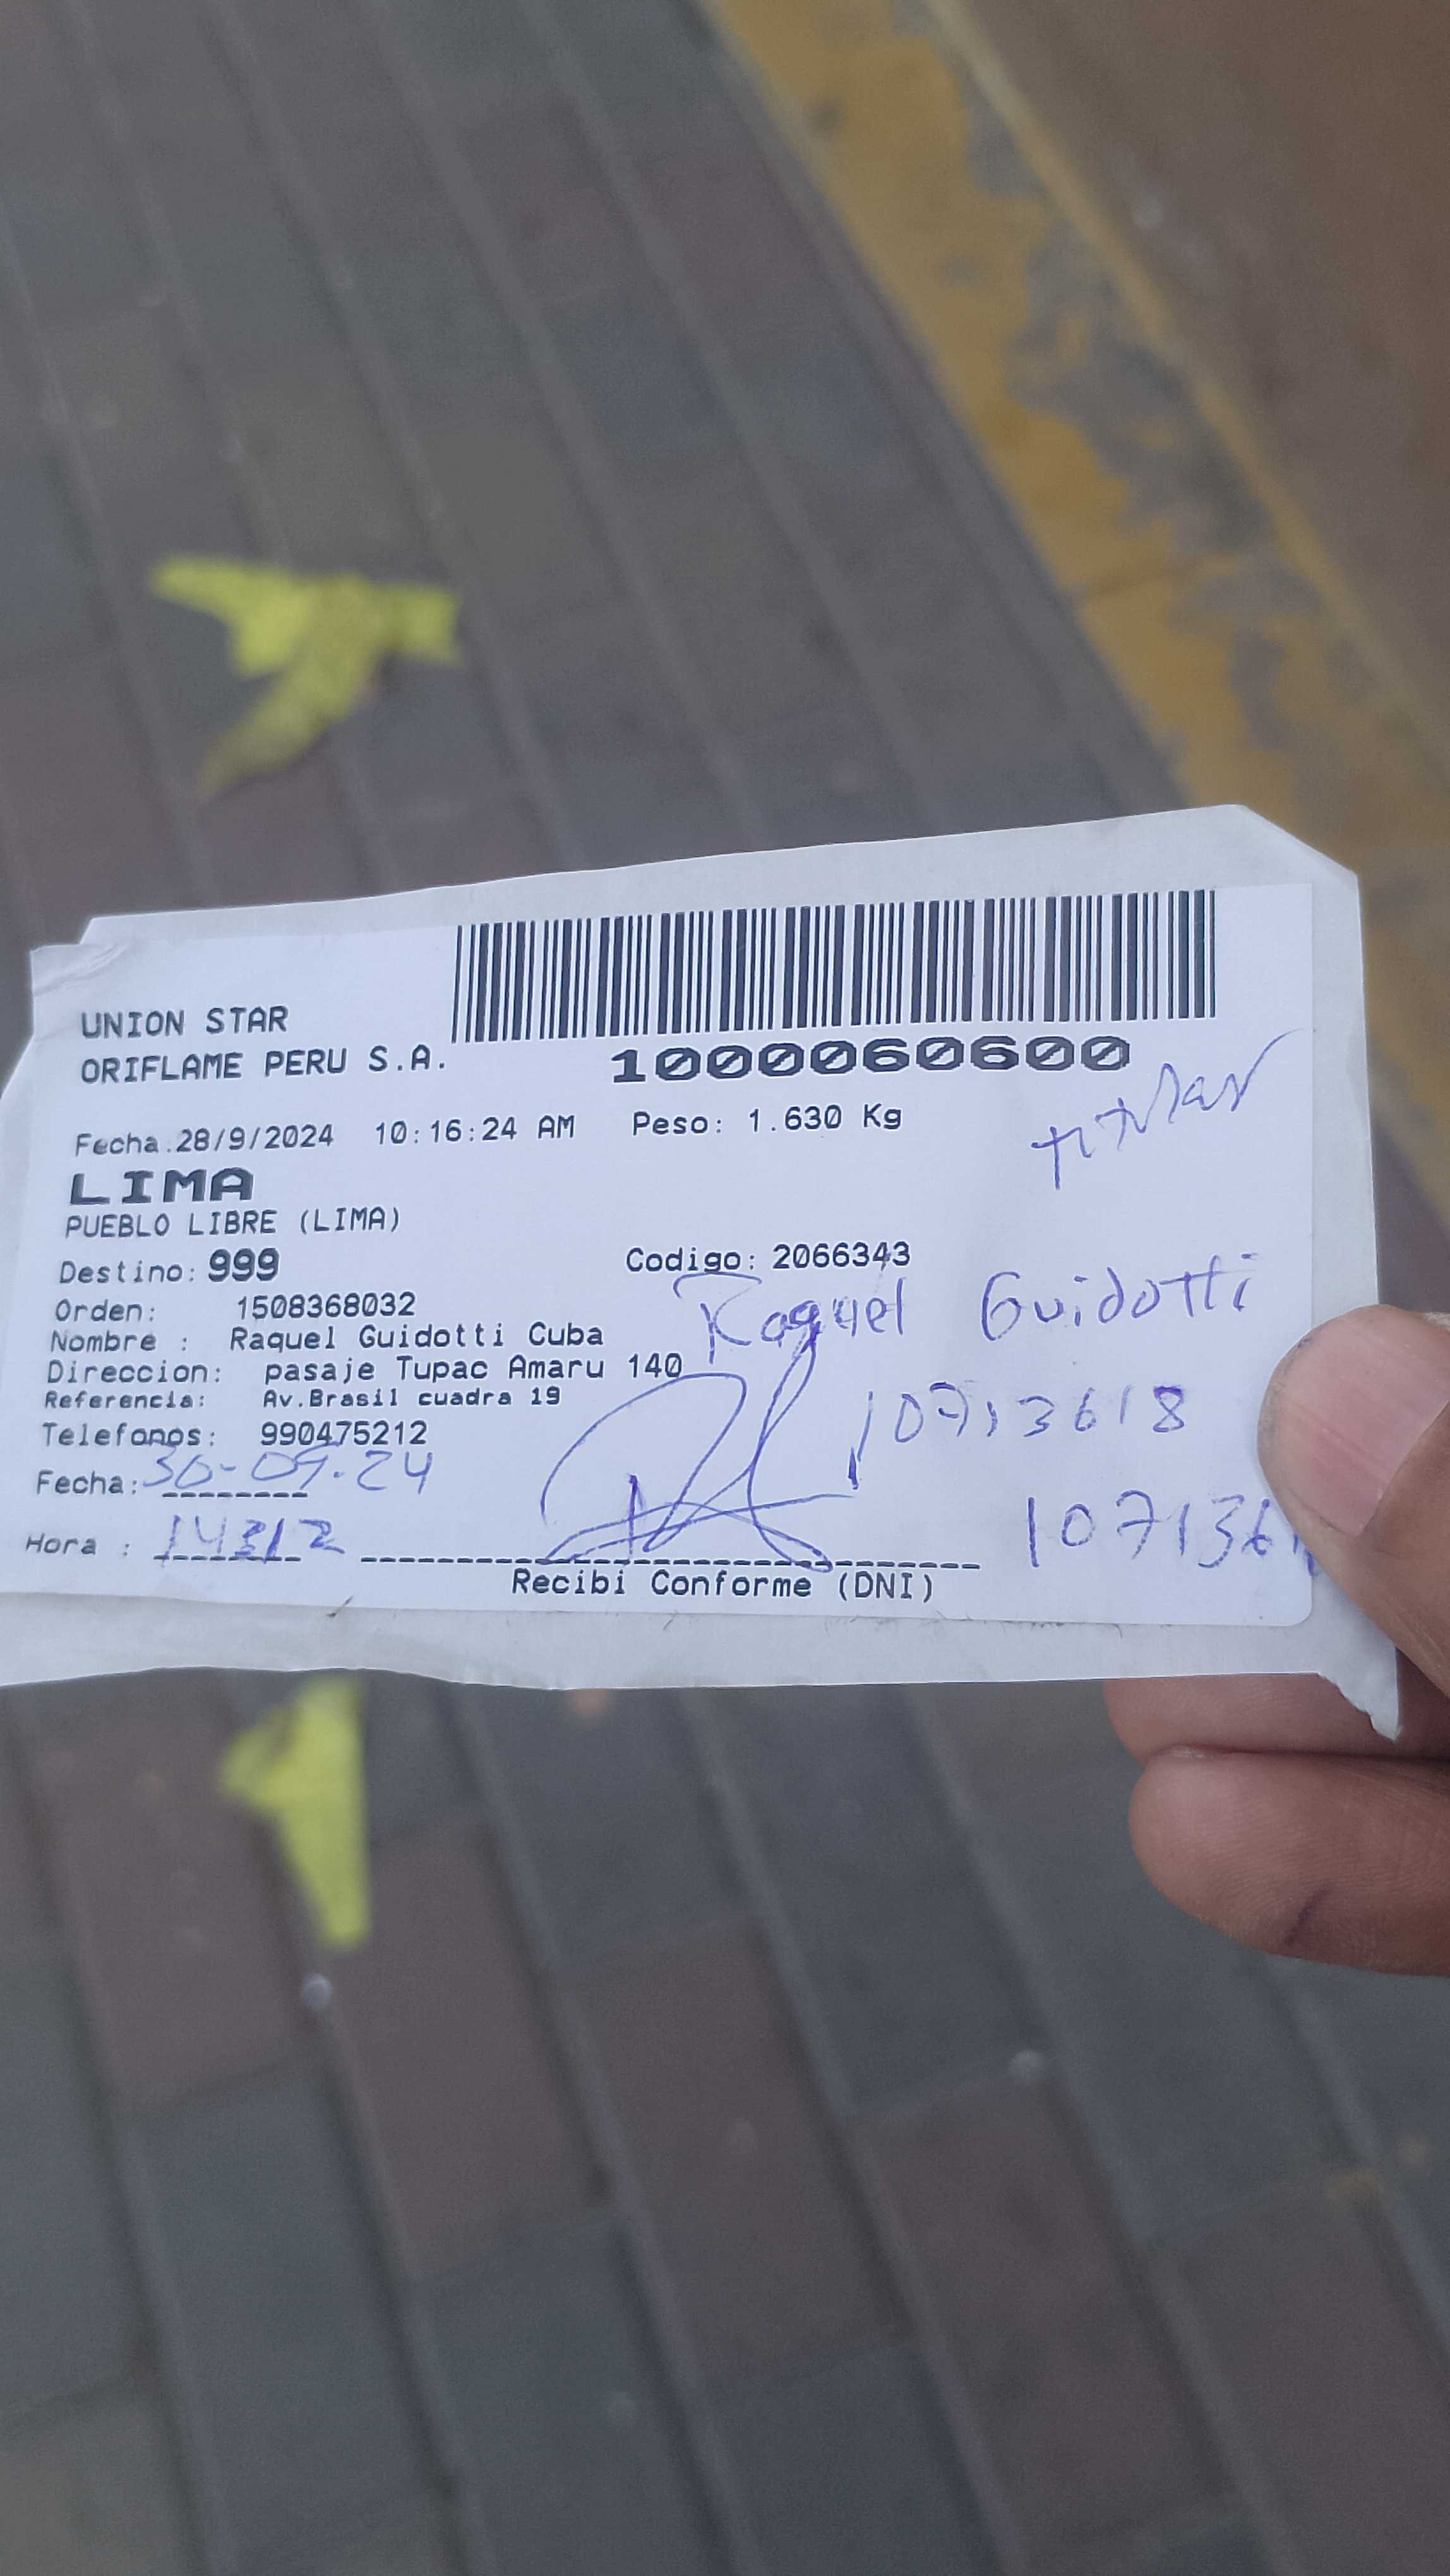 UNION STAR
ORIFLAME PERU S.A.
1000060600
Fecha.28/9/2024 10:16:24 AM Peso: 1.630 Kg
titular
LIMA
PUEBLO LIBRE (LIMA)
Destino: 999 Codigo: 2066343
Orden: 1508368032
Nombre : Raquel Guidotti Cuba
Raquel Guidotti
Direccion: pasaje Tupac Amaru 140
Referencia: Av.Brasil cuadra 19
Telefonos: 990475212
10713618
Fecha: 30-09-24
Hora :
1071361
Recibi Conforme (DNI)